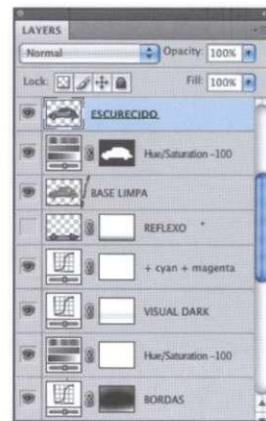 LAYERS
Normal Opacity: 100%
Lock: Fill: 100%
ESCURECIDO
Hue/Saturation -100
BASE LIMPA
REFLEXO
+ cyan + magenta
VISUAL DARK
Hue/Saturation -100
BORDAS